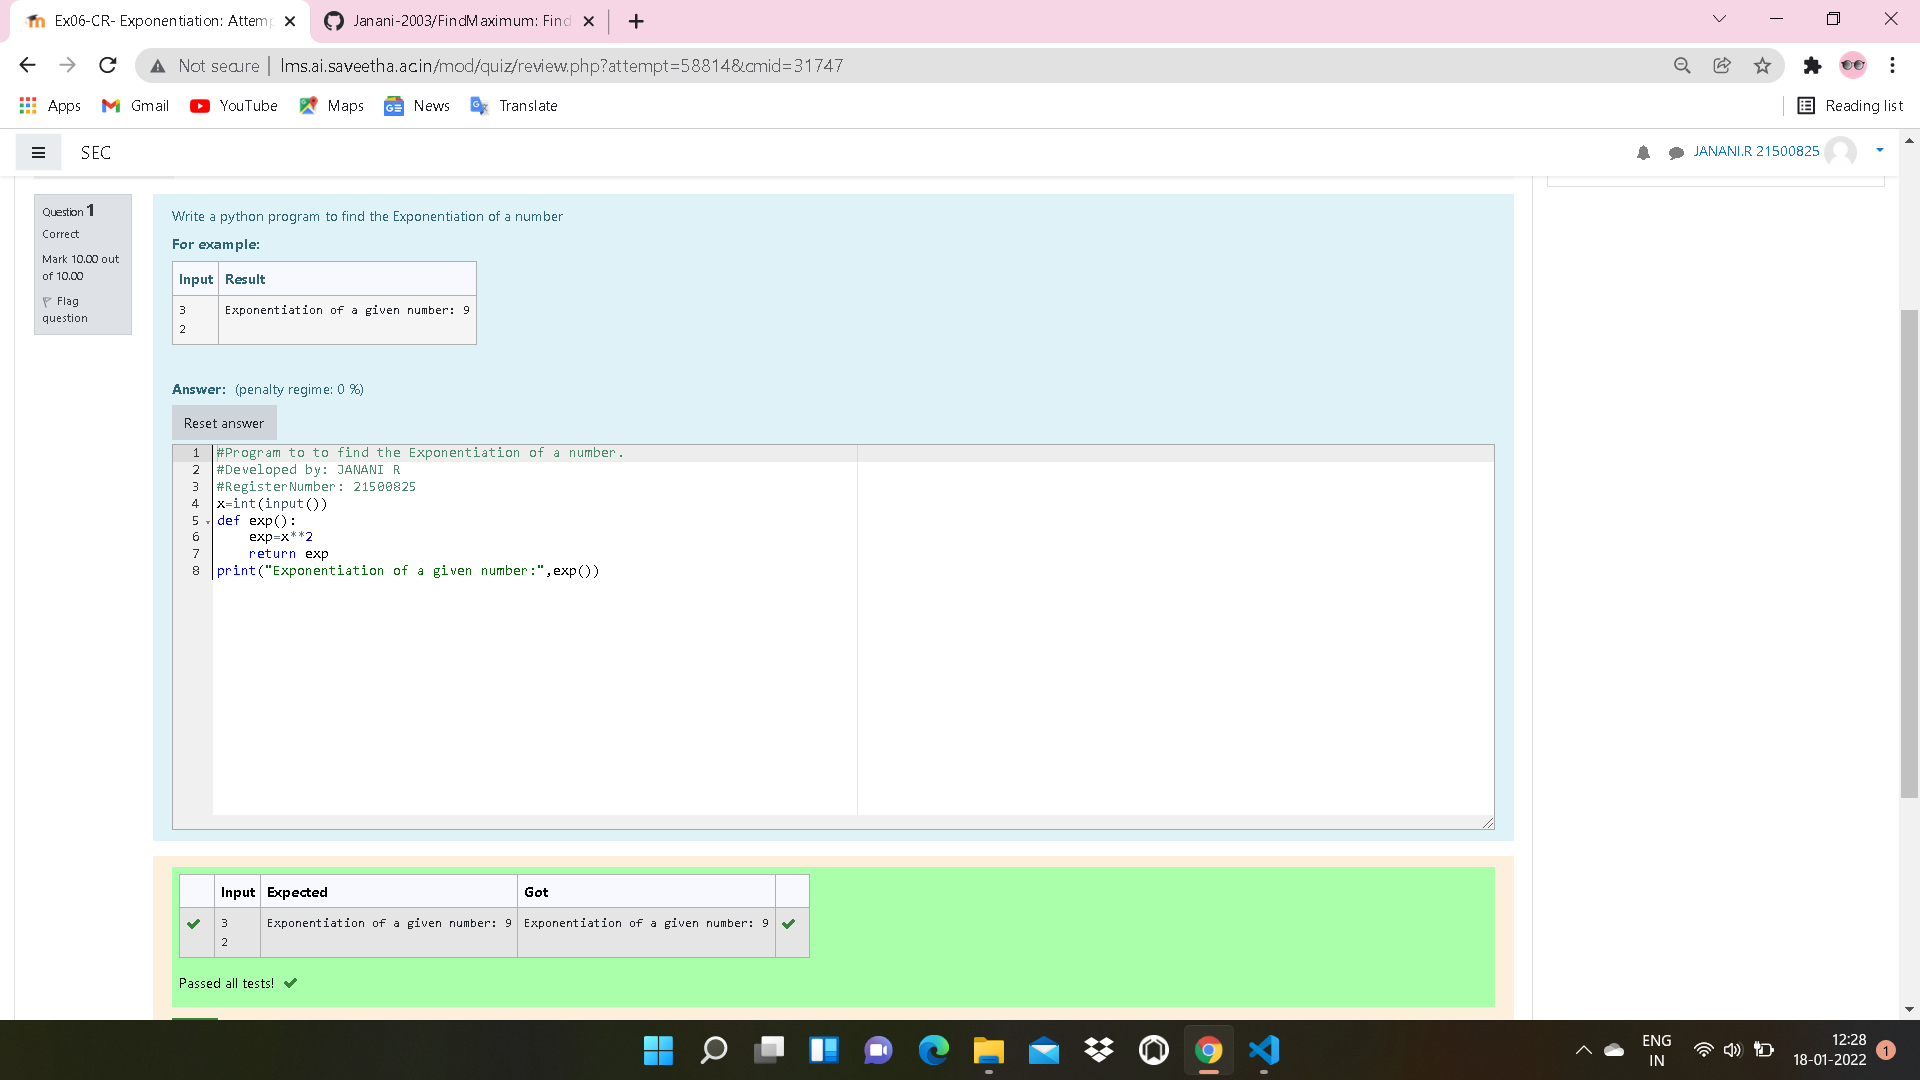 Ex06-CR- Exponentiation: Attemp
Janani-2003/FindMaximum: Find
Not secure | lms.ai.saveetha.ac.in/mod/quiz/review.php?attempt=58814&cmid=31747
Apps
Gmail
YouTube
Maps
News
Translate
Reading list
SEC
JANANI.R 21500825
Question 1
Correct
Mark 10.00 out
of 10.00
Flag
question
Write a python program to find the Exponentiation of a number
For example:
Input Result
3 Exponentiation of a given number: 9
2
Answer: (penalty regime: 0 %)
Reset answer
1 #Program to to find the Exponentiation of a number.
2 #Developed by: JANANI R
3 #RegisterNumber: 21500825
4 x=int(input())
5 def exp():
6 exp=x**2
7 return exp
8 print("Exponentiation of a given number:",exp())
Input Expected Got
3 Exponentiation of a given number: 9 Exponentiation of a given number: 9
2
Passed all tests!
ENG
IN
12:28
18-01-2022
1